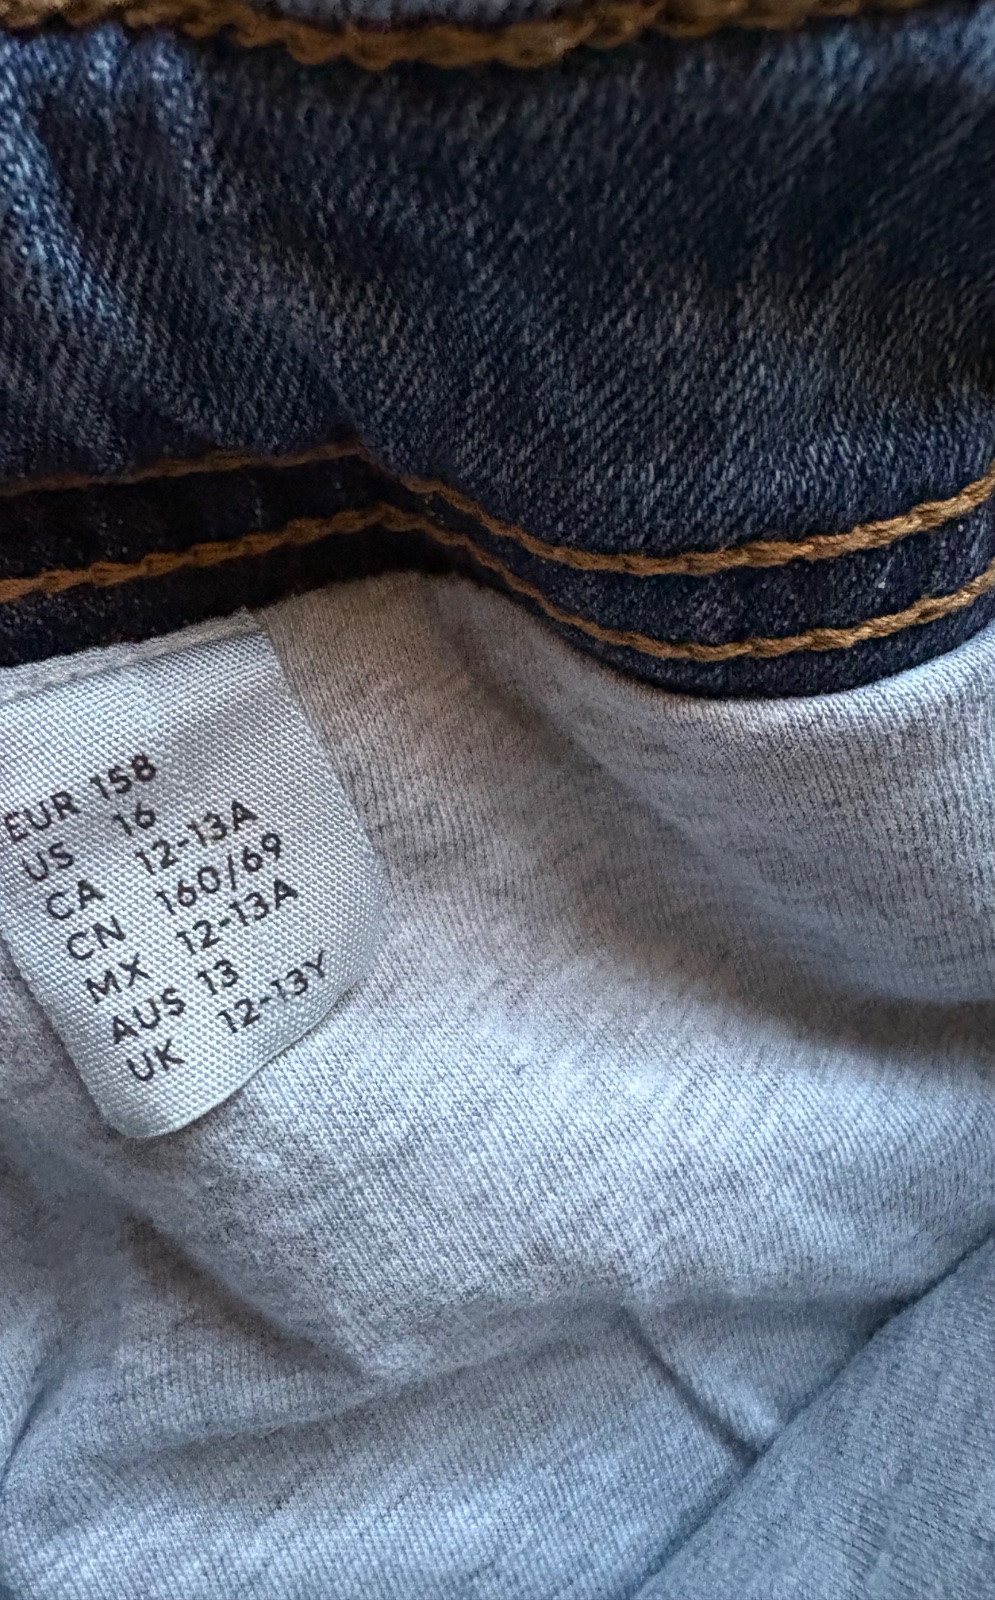 EUR 158
US 16
CA 12-13A
CN 160/69
MX 12-13A
AUS 13
UK 12-13Y